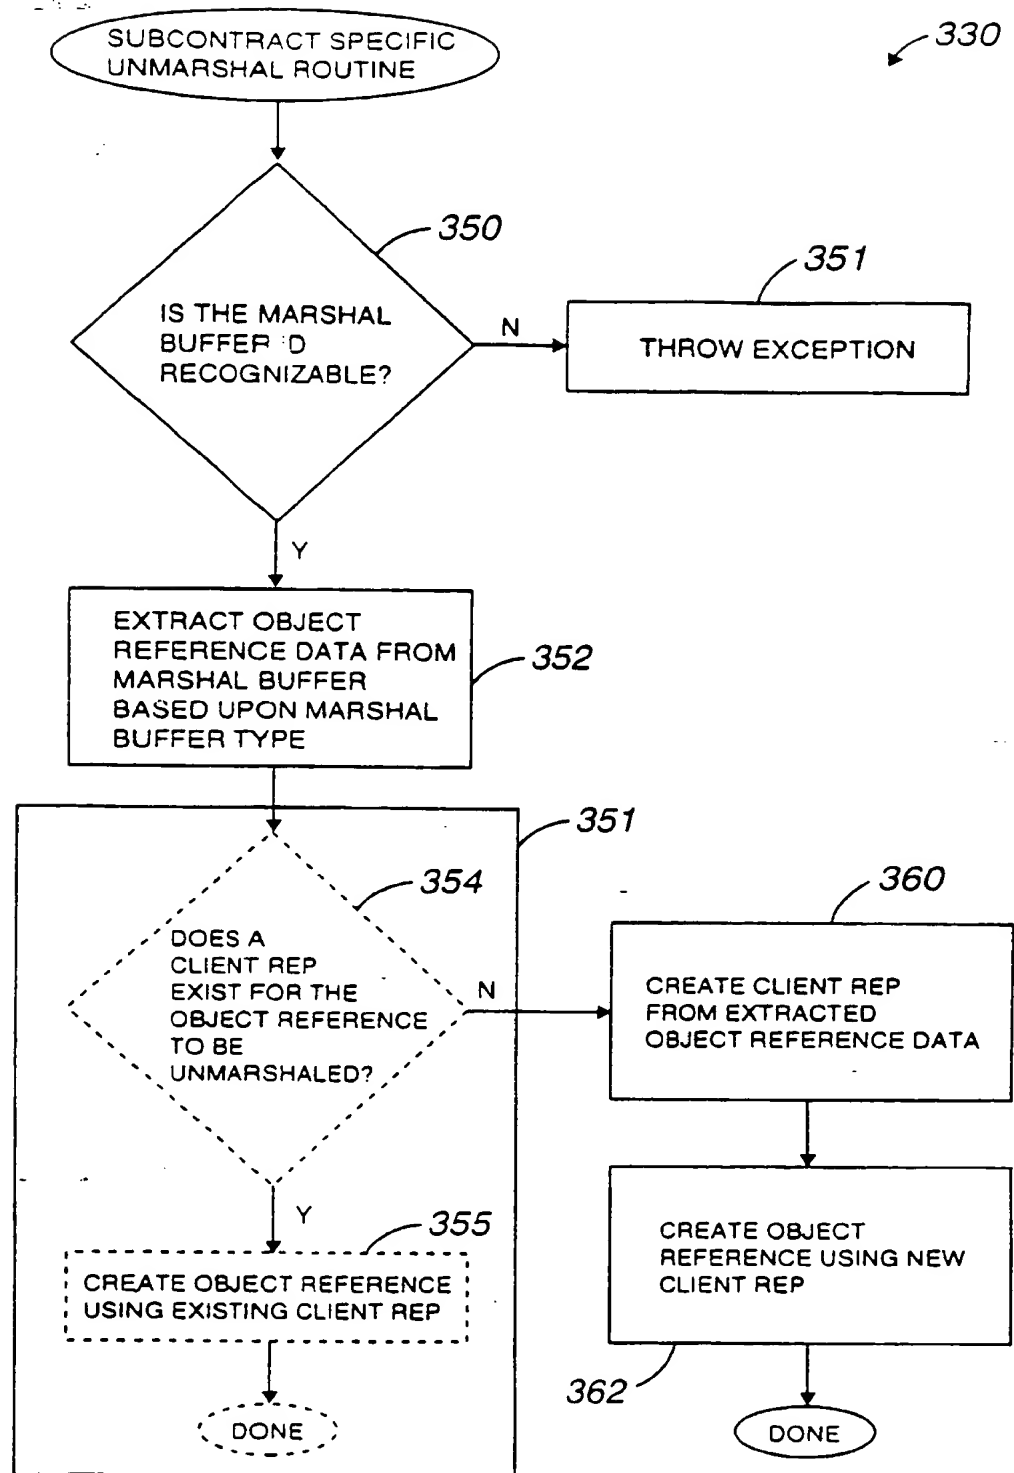 SUBCONTRACT SPECIFIC
UNMARSHAL ROUTINE
330
350
351
IS THE MARSHAL
BUFFER ID
RECOGNIZABLE?
N
THROW EXCEPTION
Y
EXTRACT OBJECT
REFERENCE DATA FROM
MARSHAL BUFFER
BASED UPON MARSHAL
BUFFER TYPE
352
351
354
360
DOES A
CLIENT REP
EXIST FOR THE
OBJECT REFERENCE
TO BE
UNMARSHALED?
N
CREATE CLIENT REP
FROM EXTRACTED
OBJECT REFERENCE DATA
Y
355
CREATE OBJECT REFERENCE
USING EXISTING CLIENT REP
CREATE OBJECT
REFERENCE USING NEW
CLIENT REP
362
DONE
DONE